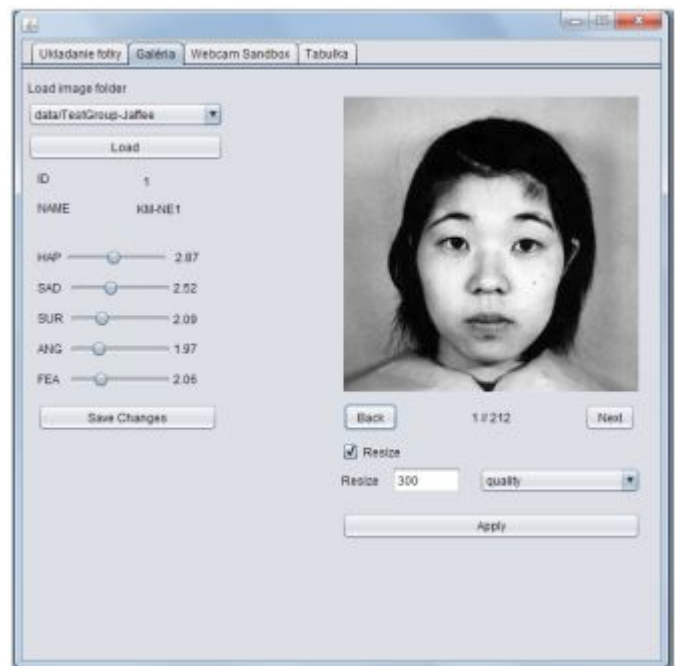 Ukladanie fotky Galéria Webcam Sandbox Tabulka
Load image folder
data/TestGroup-Jaffee
Load
ID 1
NAME KM-NE1
HAP 2.87
SAD 2.52
SUR 2.09
ANG 1.97
FEA 2.06
Save Changes
Back 1 // 212 Next
Resize
Resize 300 quality
Apply